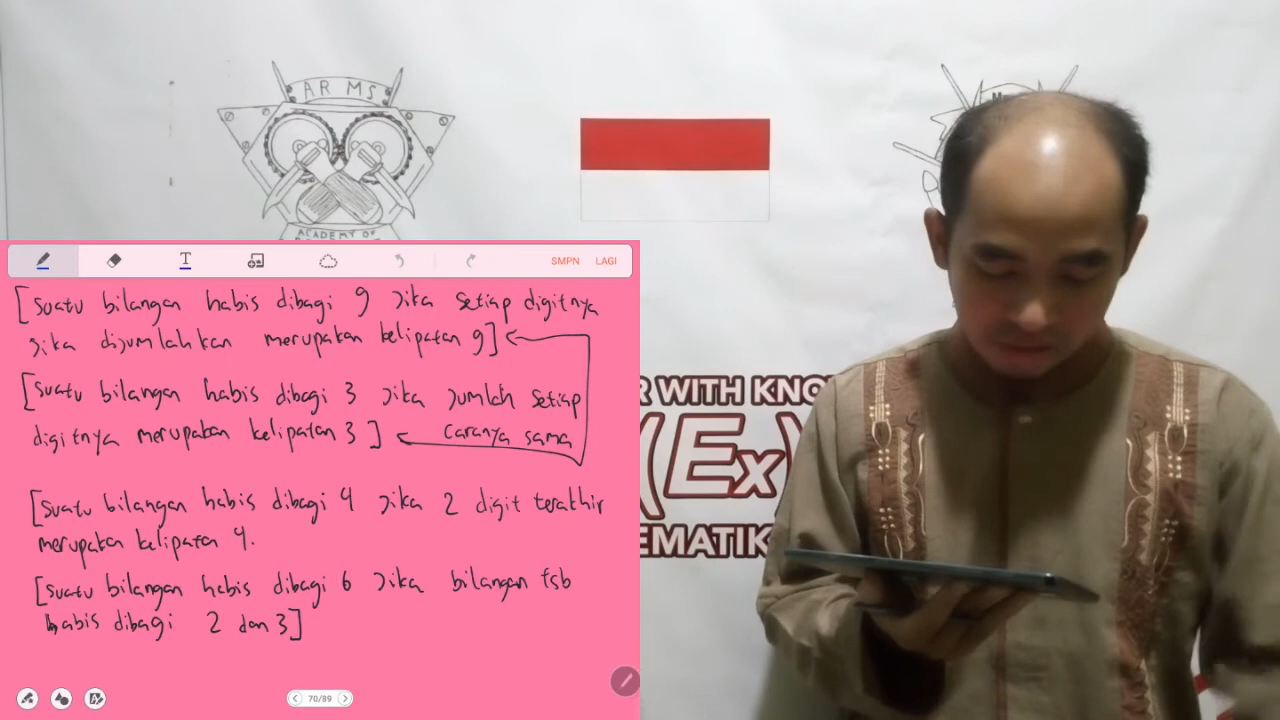 AR MS
ACADEMY OF
R WITH KNO
(Ex)
EMATIK
SMPN LAGI
[suatu bilangan habis dibagi 9 jika setiap digitnya
jika dijumlahkan merupakan kelipatan 9]
[suatu bilangan habis dibagi 3 jika jumlah setiap
digitnya merupakan kelipatan 3] caranya sama
[suatu bilangan habis dibagi 4 jika 2 digit terakhir
merupakan kelipatan 4.
[suatu bilangan habis dibagi 6 jika bilangan tsb
habis dibagi 2 dan 3]
70/89